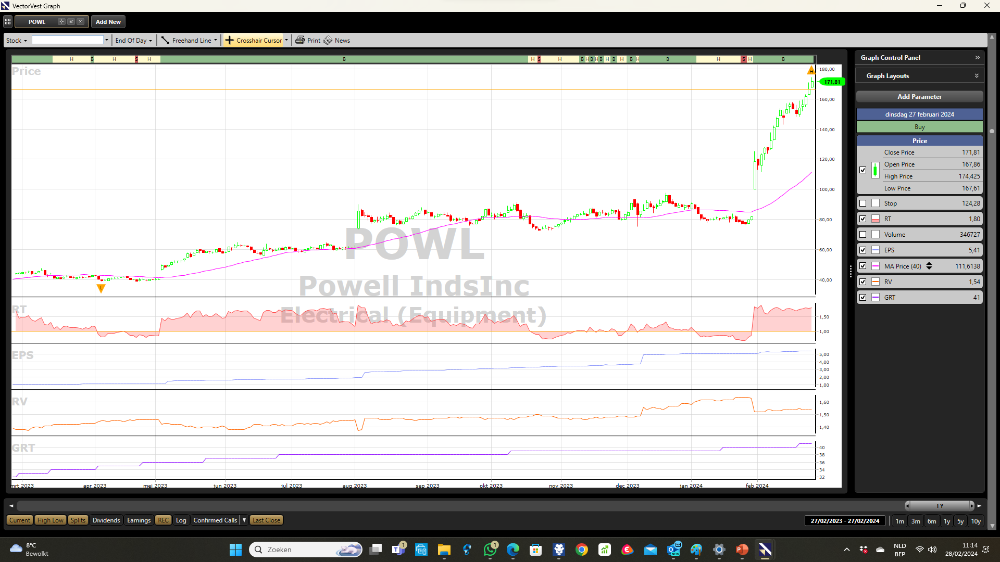 VectorVest Graph
POWL
Add New
Stock
End Of Day
Freehand Line
Crosshair Cursor
Print
News
H B H S H B H S H B H B H B H B H B H B H S H B
Price
H
180,00
171,81
160,00
140,00
120,00
100,00
80,00
60,00
40,00
L
POWL
Powell IndsInc
Electrical (Equipment)
RT
1,50
1,00
EPS
5,00
4,00
3,00
2,00
1,00
RV
1,60
1,50
1,40
GRT
40
38
36
34
32
mrt 2023 apr 2023 mei 2023 jun 2023 jul 2023 aug 2023 sep 2023 okt 2023 nov 2023 dec 2023 jan 2024 feb 2024
Graph Control Panel
Graph Layouts
Add Parameter
dinsdag 27 februari 2024
Buy
Price
Close Price 171,81
Open Price 167,86
High Price 174,425
Low Price 167,61
Stop 124,28
RT 1,80
Volume 346727
EPS 5,41
MA Price (40) 111,6138
RV 1,54
GRT 41
1 Y
Current High Low Splits Dividends Earnings REC Log Confirmed Calls Last Close
27/02/2023 - 27/02/2024 1m 3m 6m 1y 5y 10y
8°C
Bewolkt
Zoeken
1
1
NEW
NLD
BEP
11:14
28/02/2024